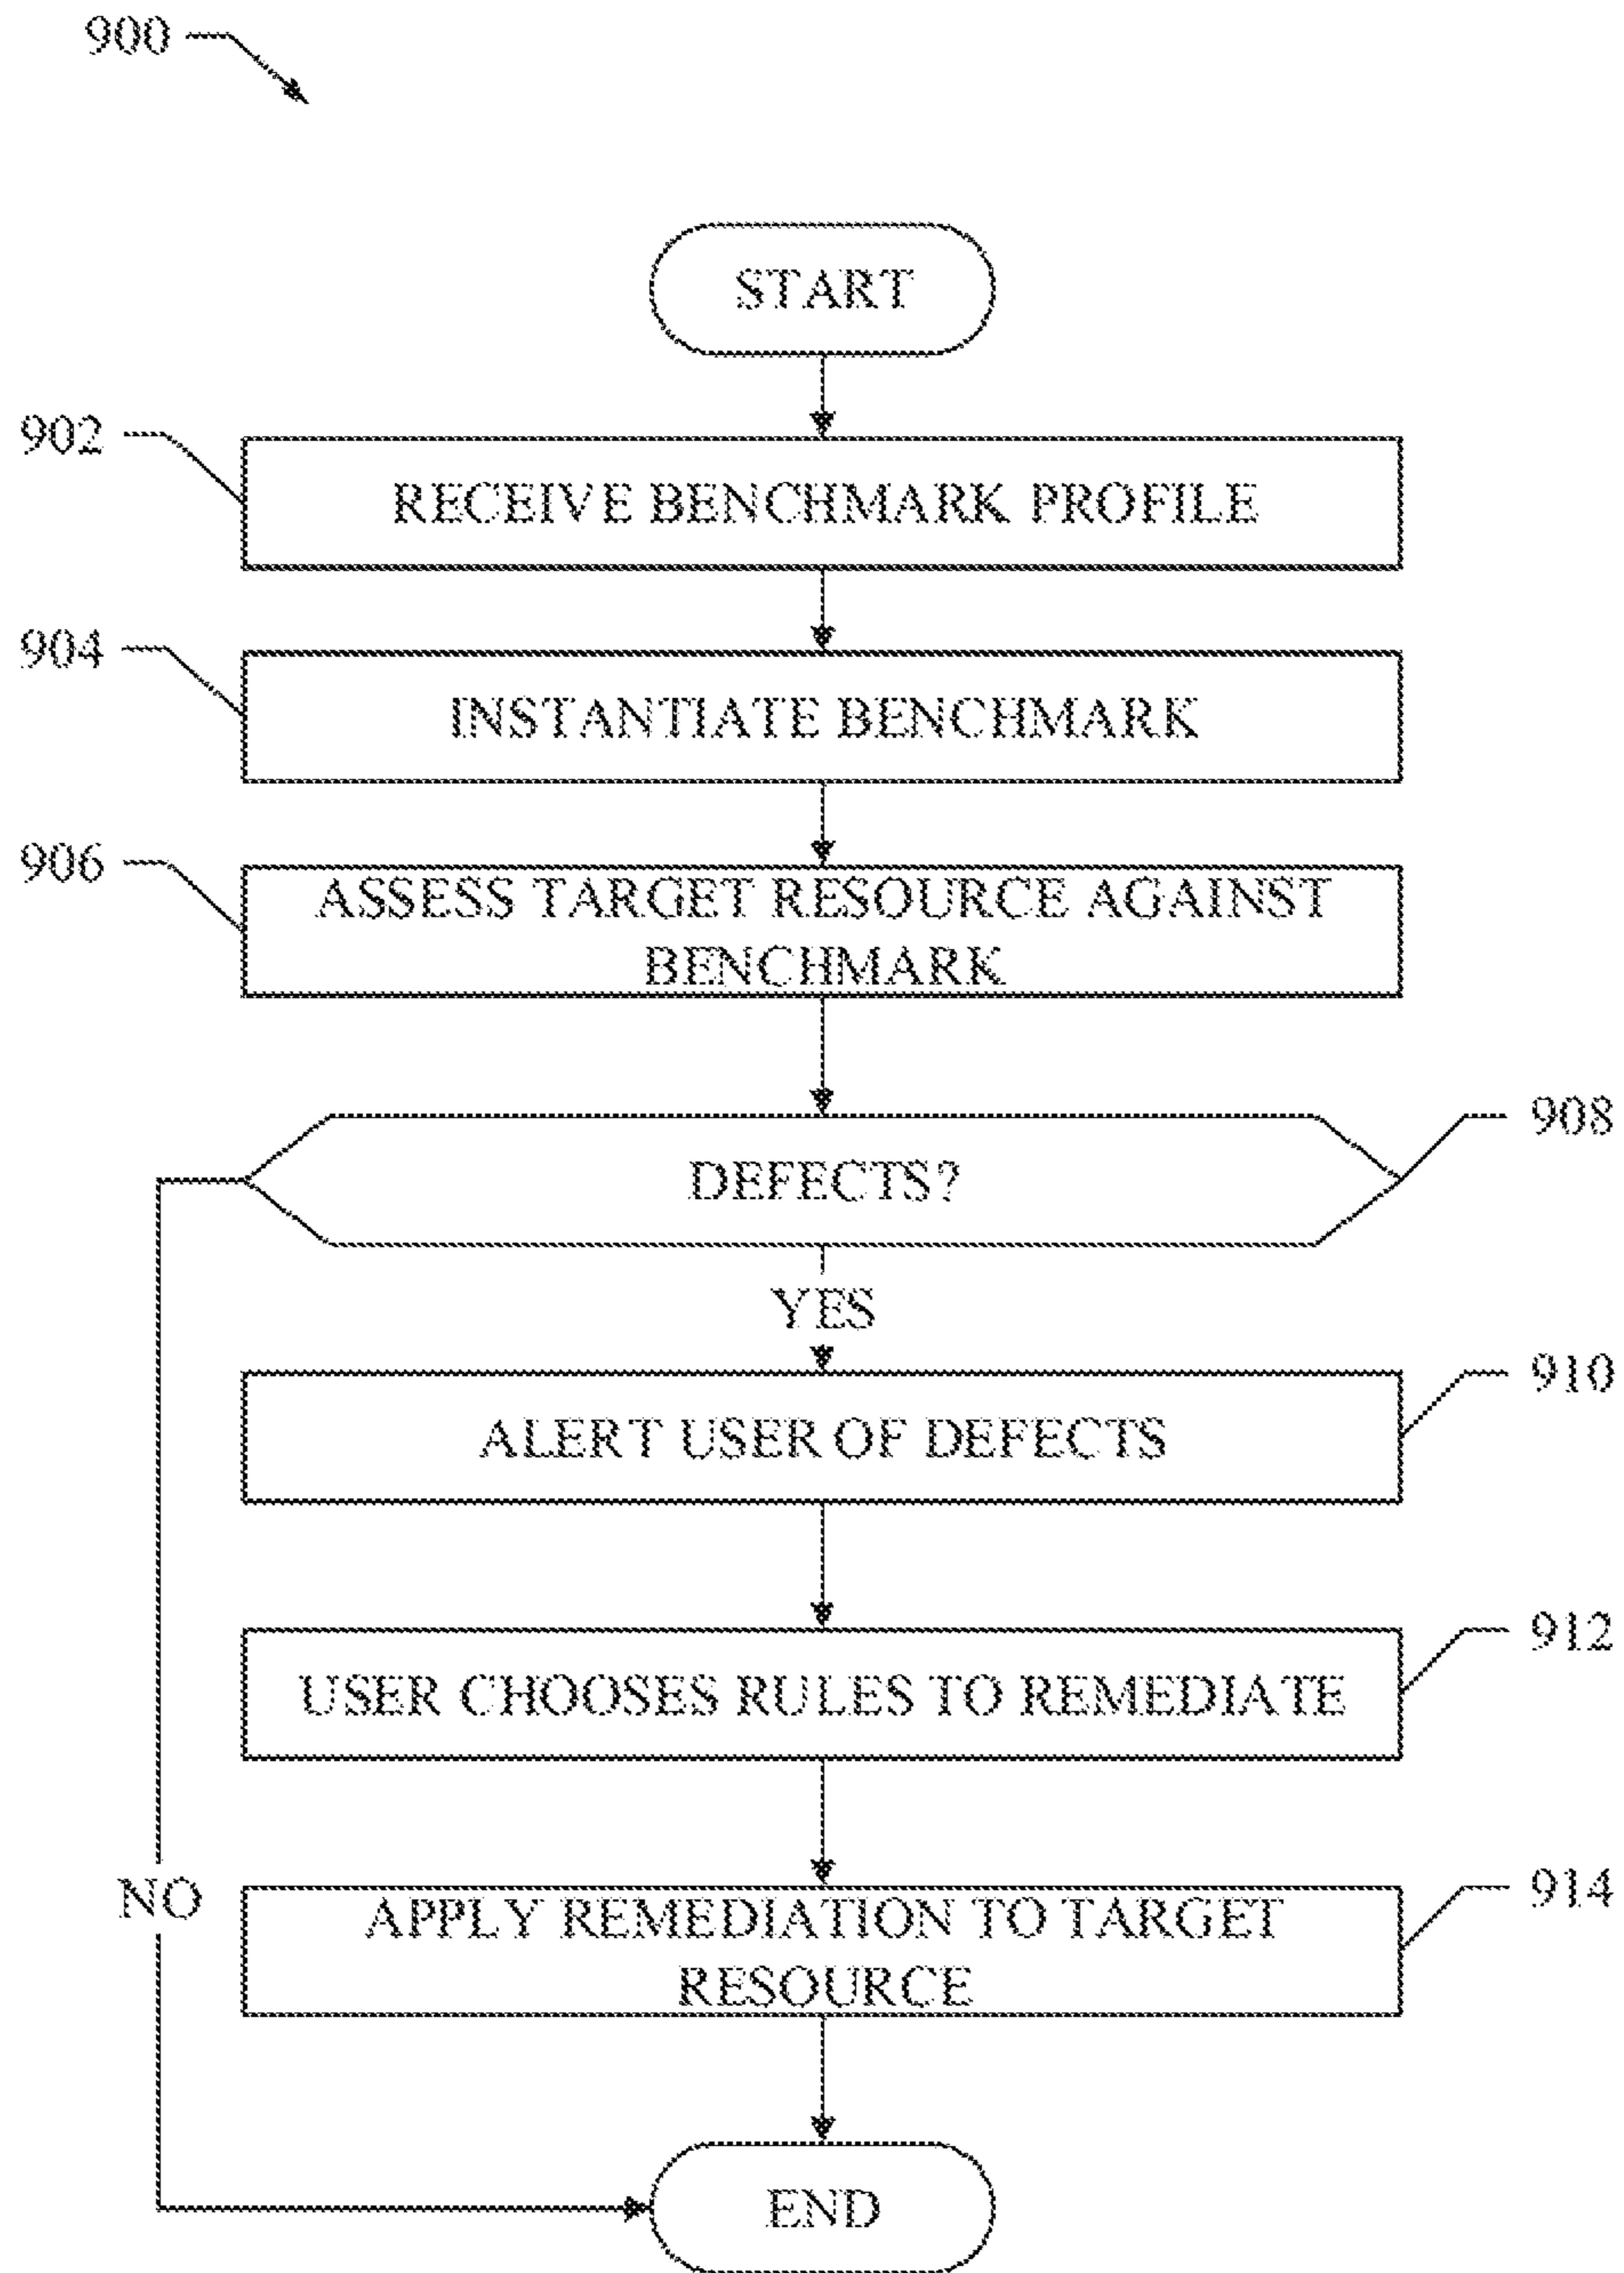 900
START
902
RECEIVE BENCHMARK PROFILE
904
INSTANTIATE BENCHMARK
906
ASSESS TARGET RESOURCE AGAINST
BENCHMARK
908
DEFECTS?
YES
910
ALERT USER OF DEFECTS
912
USER CHOOSES RULES TO REMEDIATE
NO
914
APPLY REMEDIATION TO TARGET
RESOURCE
END